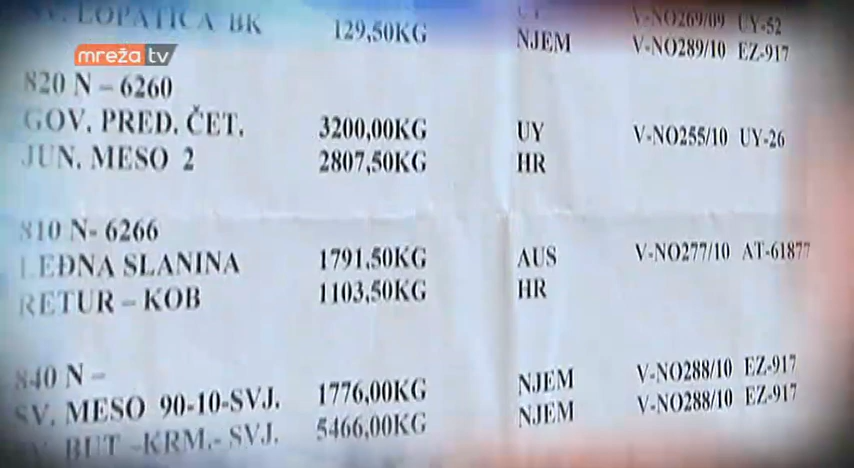 SV. LOPATICA BK 129,50KG NJEM V-NO269/09 UY-52
V-NO289/10 EZ-917
mreža tv
820 N – 6260
GOV. PRED. ČET. 3200,00KG UY V-NO255/10 UY-26
JUN. MESO 2 2807,50KG HR
810 N- 6266
LEĐNA SLANINA 1791,50KG AUS V-NO277/10 AT-61877
RETUR – KOB 1103,50KG HR
840 N –
SV. MESO 90-10-SVJ. 1776,00KG NJEM V-NO288/10 EZ-917
SV. BUT –KRM.- SVJ. 5466,00KG NJEM V-NO288/10 EZ-917